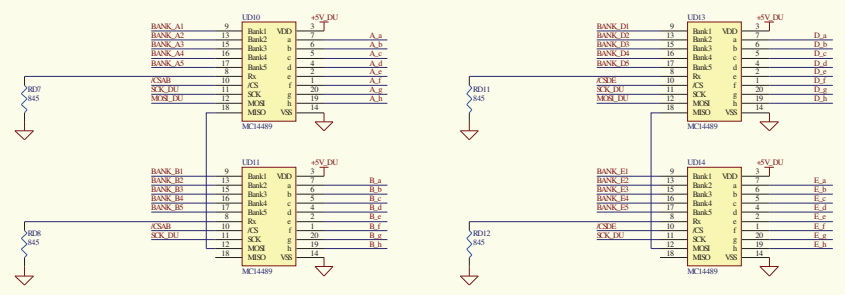 UD10 +5V_DU
BANK_A1 9 Bank1 VDD 3
BANK_A2 13 Bank2 a 7 A_a
BANK_A3 15 Bank3 b 6 A_b
BANK_A4 16 Bank4 c 5 A_c
BANK_A5 17 Bank5 d 4 A_d
8 Rx e 2 A_e
/CSAB 10 /CS f 1 A_f
SCK_DU 11 SCK g 20 A_g
MOSI_DU 12 MOSI h 19 A_h
18 MISO VSS 14
MC14489
RD7
845
UD11 +5V_DU
BANK_B1 9 Bank1 VDD 3
BANK_B2 13 Bank2 a 7 B_a
BANK_B3 15 Bank3 b 6 B_b
BANK_B4 16 Bank4 c 5 B_c
BANK_B5 17 Bank5 d 4 B_d
8 Rx e 2 B_e
/CSAB 10 /CS f 1 B_f
SCK_DU 11 SCK g 20 B_g
12 MOSI h 19 B_h
18 MISO VSS 14
MC14489
RD8
845
UD13 +5V_DU
BANK_D1 9 Bank1 VDD 3
BANK_D2 13 Bank2 a 7 D_a
BANK_D3 15 Bank3 b 6 D_b
BANK_D4 16 Bank4 c 5 D_c
BANK_D5 17 Bank5 d 4 D_d
8 Rx e 2 D_e
/CSDE 10 /CS f 1 D_f
SCK_DU 11 SCK g 20 D_g
MOSI_DU 12 MOSI h 19 D_h
18 MISO VSS 14
MC14489
RD11
845
UD14 +5V_DU
BANK_E1 9 Bank1 VDD 3
BANK_E2 13 Bank2 a 7 E_a
BANK_E3 15 Bank3 b 6 E_b
BANK_E4 16 Bank4 c 5 E_c
BANK_E5 17 Bank5 d 4 E_d
8 Rx e 2 E_e
/CSDE 10 /CS f 1 E_f
SCK_DU 11 SCK g 20 E_g
12 MOSI h 19 E_h
18 MISO VSS 14
MC14489
RD12
845